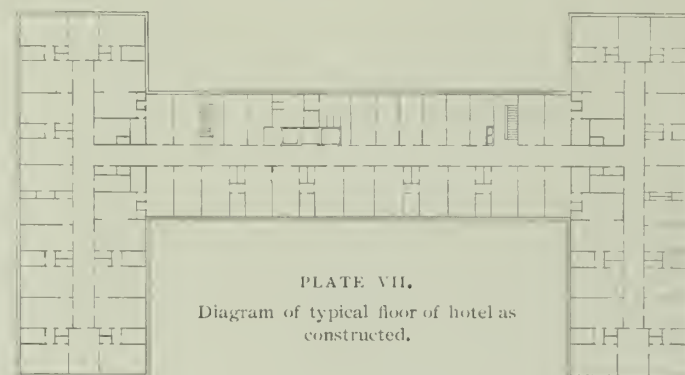 PLATE VII.
Diagram of typical floor of hotel as
constructed.